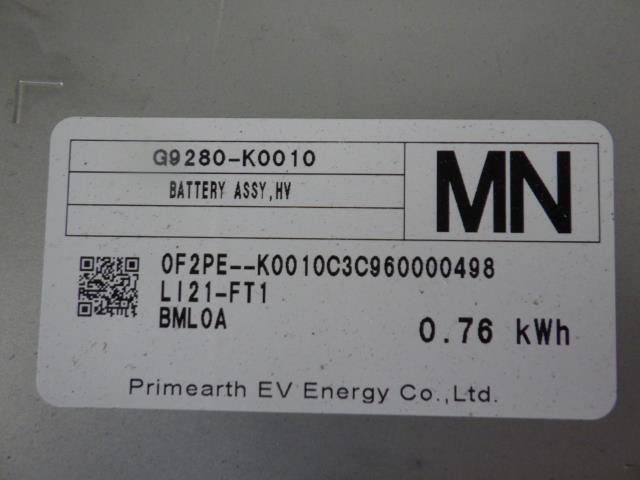 G9280-K0010
BATTERY ASSY,HV
MN
0F2PE--K0010C3C960000498
LI21-FT1
BML0A
0.76 kWh
Primearth EV Energy Co.,Ltd.